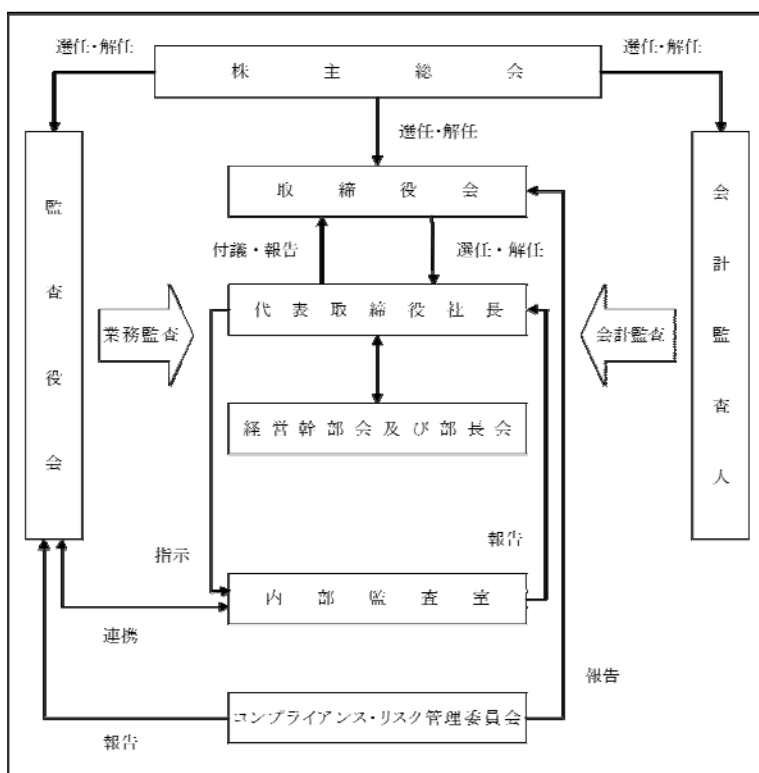 選任・解任
選任・解任
株主総会
選任・解任
取締役会
監査役会
会計監査人
付議・報告
選任・解任
代表取締役社長
業務監査
会計監査
経営幹部会及び部長会
指示
報告
内部監査室
連携
報告
コンプライアンス・リスク管理委員会
報告